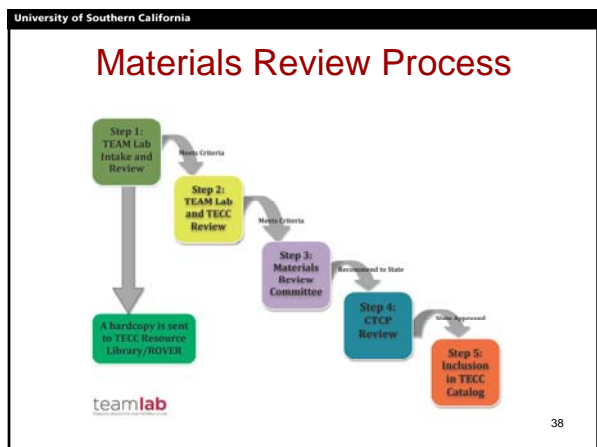 University of Southern California
Materials Review Process
Step 1:
TEAM Lab
Intake and
Review
Meets Criteria
Step 2:
TEAM Lab
and TECC
Review
Meets Criteria
Step 3:
Materials
Review
Committee
Recommend to State
Step 4:
CTCP
Review
State Approved
Step 5:
Inclusion
in TECC
Catalog
A hardcopy is sent
to TECC Resource
Library/ROVER
teamlab
38